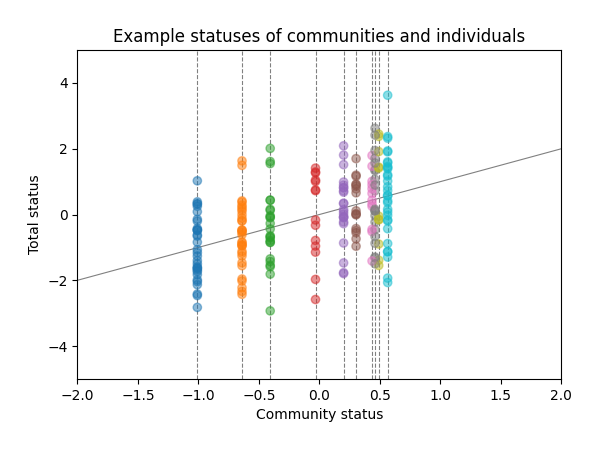 Example statuses of communities and individuals
Total status
4
2
0
−2
−4
−2.0 −1.5 −1.0 −0.5 0.0 0.5 1.0 1.5 2.0
Community status